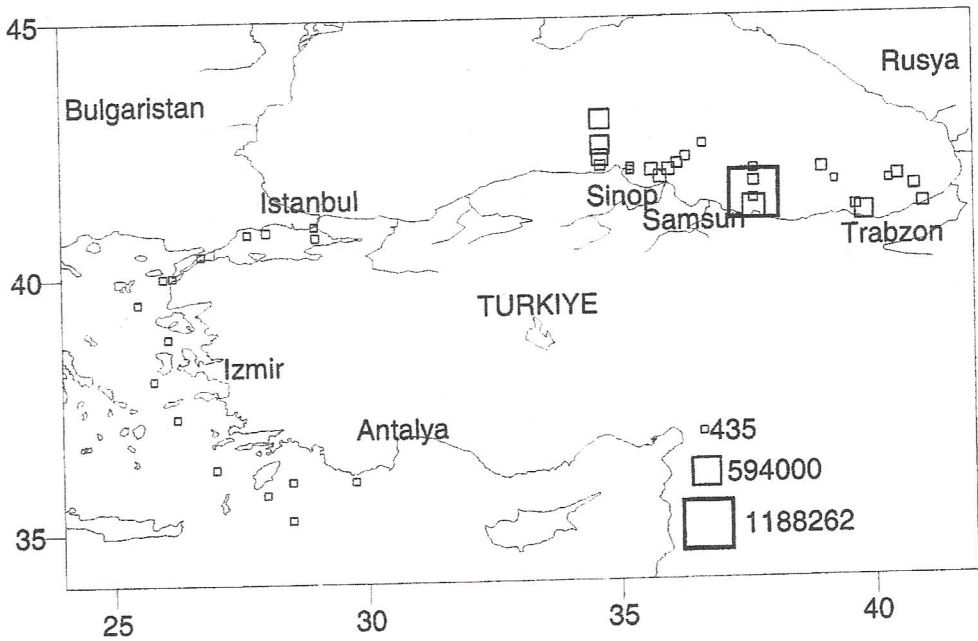 45
Rusya
Bulgaristan
Istanbul
Sinop
Samsun
Trabzon
40
TURKIYE
Izmir
Antalya
435
594000
1188262
35
25
30
35
40